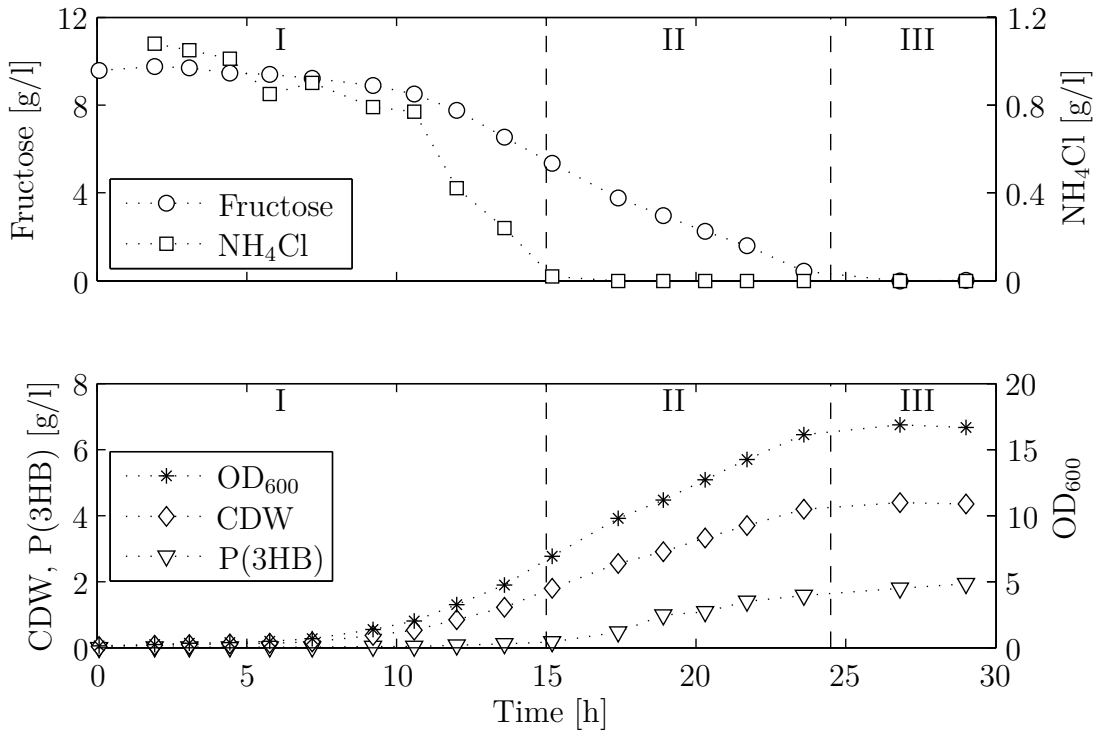 Fructose [g/l]
12
8
4
0
I II III
Fructose
NH₄Cl
1.2
0.8
0.4
0
NH₄Cl [g/l]
CDW, P(3HB) [g/l]
8
6
4
2
0
I II III
OD₆₀₀
CDW
P(3HB)
20
15
10
5
0
OD₆₀₀
0 5 10 15 20 25 30
Time [h]